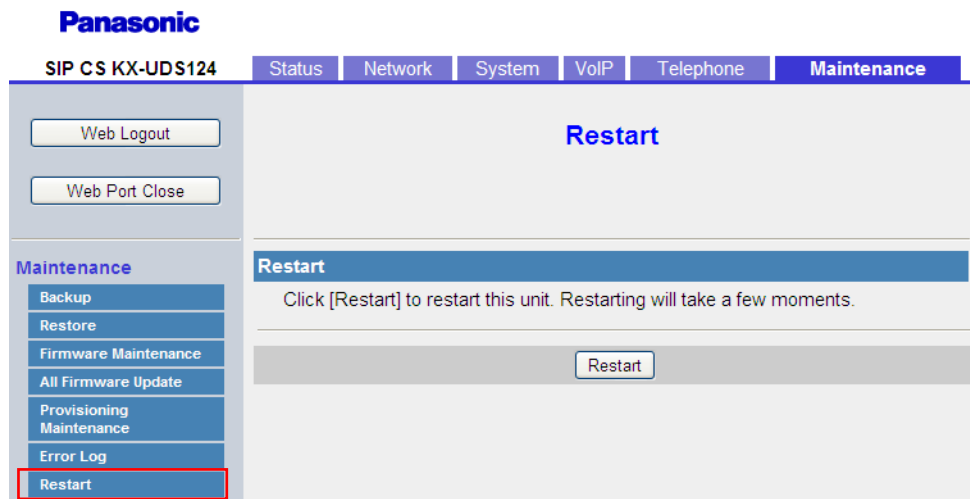 Panasonic
SIP CS KX-UDS124
Status Network System VoIP Telephone Maintenance
Web Logout
Web Port Close
Restart
Maintenance
Backup
Restore
Firmware Maintenance
All Firmware Update
Provisioning
Maintenance
Error Log
Restart
Restart
Click [Restart] to restart this unit. Restarting will take a few moments.
Restart